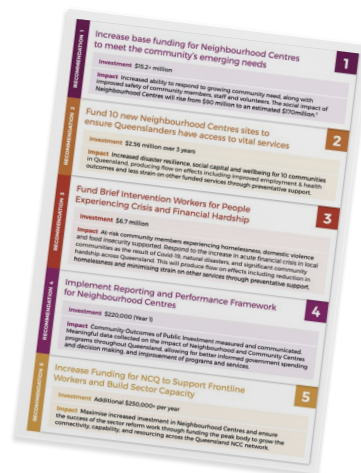 RECOMMENDATION 1
Increase base funding for Neighbourhood Centres
to meet the community's emerging needs
1
Investment $15.2+ million
Impact Increased ability to respond to growing community need, along with
improved safety of community members, staff and volunteers. The social impact of
Neighbourhood Centres will rise from $90 million to an estimated $170million.
RECOMMENDATION 2
Fund 10 new Neighbourhood Centres sites to
ensure Queenslanders have access to vital services
2
Investment $2.56 million over 3 years
Impact Increased disaster resilience, social capital and wellbeing for 10 communities
in Queensland, producing flow on effects including improved employment & health
outcomes and less strain on other funded services through preventative support.
RECOMMENDATION 3
Fund Brief Intervention Workers for People
Experiencing Crisis and Financial Hardship
3
Investment $6.7 million
Impact At-risk community members experiencing homelessness, domestic violence
and food insecurity supported. Respond to the increase in acute financial crisis in local
communities as the result of Covid-19, natural disasters, and significant community
hardship across Queensland. This will produce flow on effects including reduction in
homelessness and minimising strain on other services through preventative support.
RECOMMENDATION 4
Implement Reporting and Performance Framework
for Neighbourhood Centres
4
Investment $220,000 (Year 1)
Impact Community Outcomes of Public Investment measured and communicated.
Meaningful data collected on the impact of Neighbourhood and Community Centres
programs throughout Queensland, allowing for better informed government spending
and decision making, and improvement of programs and services.
RECOMMENDATION 5
Increase Funding for NCQ to Support Frontline
Workers and Build Sector Capacity
5
Investment Additional $250,000+ per year
Impact Maximise increased investment in Neighbourhood Centres and ensure
the success of the sector reform work through funding the peak body to grow the
connectivity, capability, and resourcing across the Queensland NCC network.